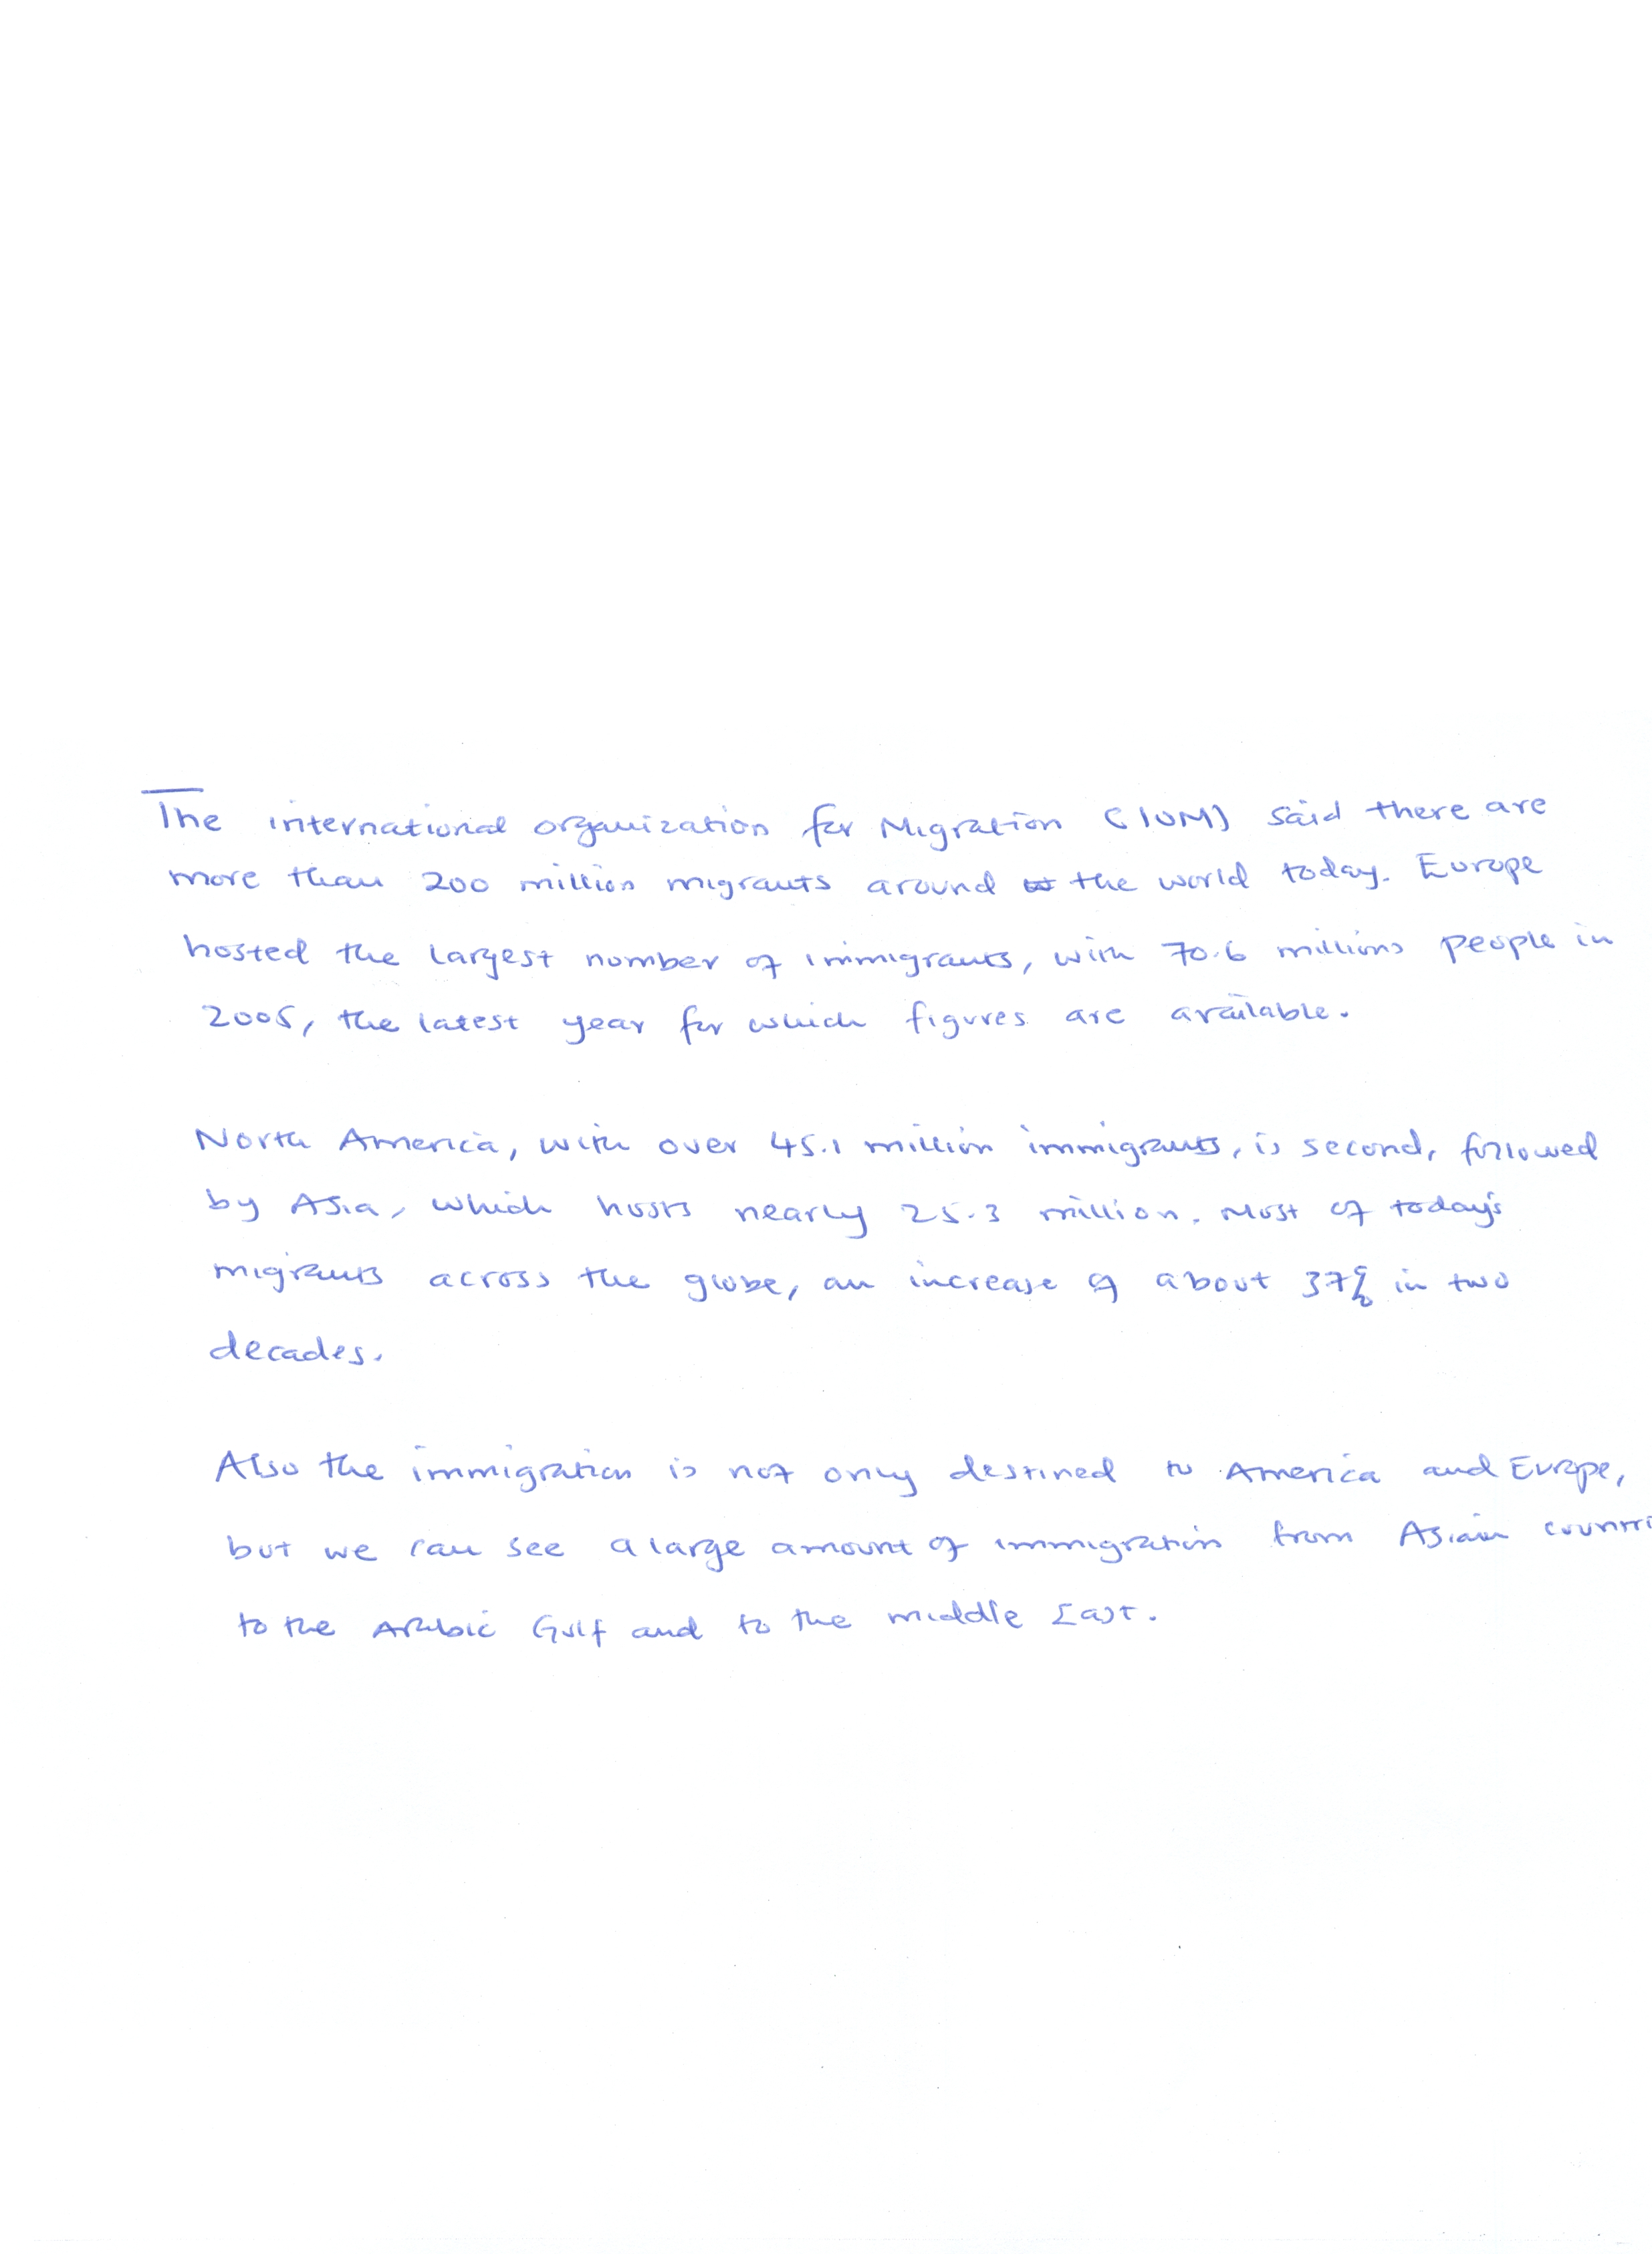 The international organization for Migration (IOM) said there are
more than 200 million migrants around the world today. Europe
hosted the largest number of immigrants, with 70.6 millions people in
2005, the latest year for which figures are available.
North America, with over 45.1 million immigrants, is second, followed
by Asia, which hosts nearly 25.3 million. Most of today's
migrants across the globe, an increase of about 37% in two
decades.
Also the immigration is not only destined to America and Europe,
but we can see a large amount of immigration from Asian countri
to the Arabic Gulf and to the middle East.